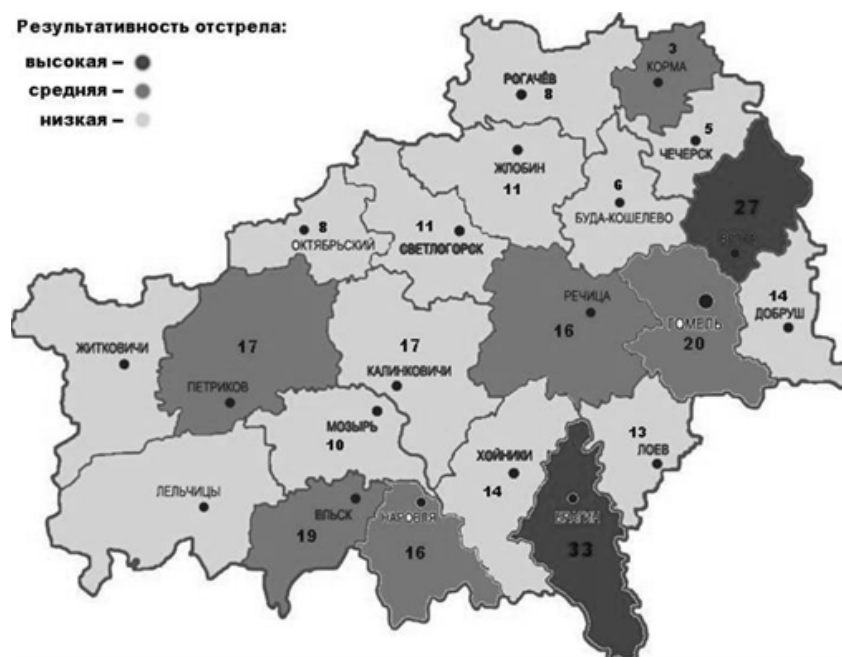 Результативность отстрела:
высокая –
средняя –
низкая –
3
КОРМА
РОГАЧЁВ
8
5
ЧЕЧЕРСК
ЖЛОБИН
11
6
БУДА-КОШЕЛЕВО
27
ВЕТКА
8
ОКТЯБРЬСКИЙ
11
СВЕТЛОГОРСК
РЕЧИЦА
16
ГОМЕЛЬ
20
14
ДОБРУШ
ЖИТКОВИЧИ
17
ПЕТРИКОВ
17
КАЛИНКОВИЧИ
МОЗЫРЬ
10
ХОЙНИКИ
14
13
ЛОЕВ
ЛЕЛЬЧИЦЫ
19
НАРОВЛЯ
16
БРАГИН
33